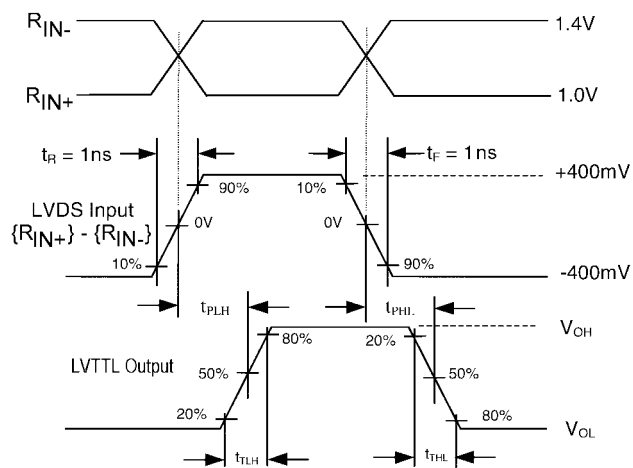 RIN-
1.4V
RIN+
1.0V
tR = 1ns
tF = 1ns
+400mV
90%
10%
LVDS Input
{RIN+} - {RIN-}
0V
0V
10%
90%
-400mV
tPLH
tPHL
VOH
80%
20%
LVTTL Output
50%
50%
20%
80%
VOL
tTLH
tTHL